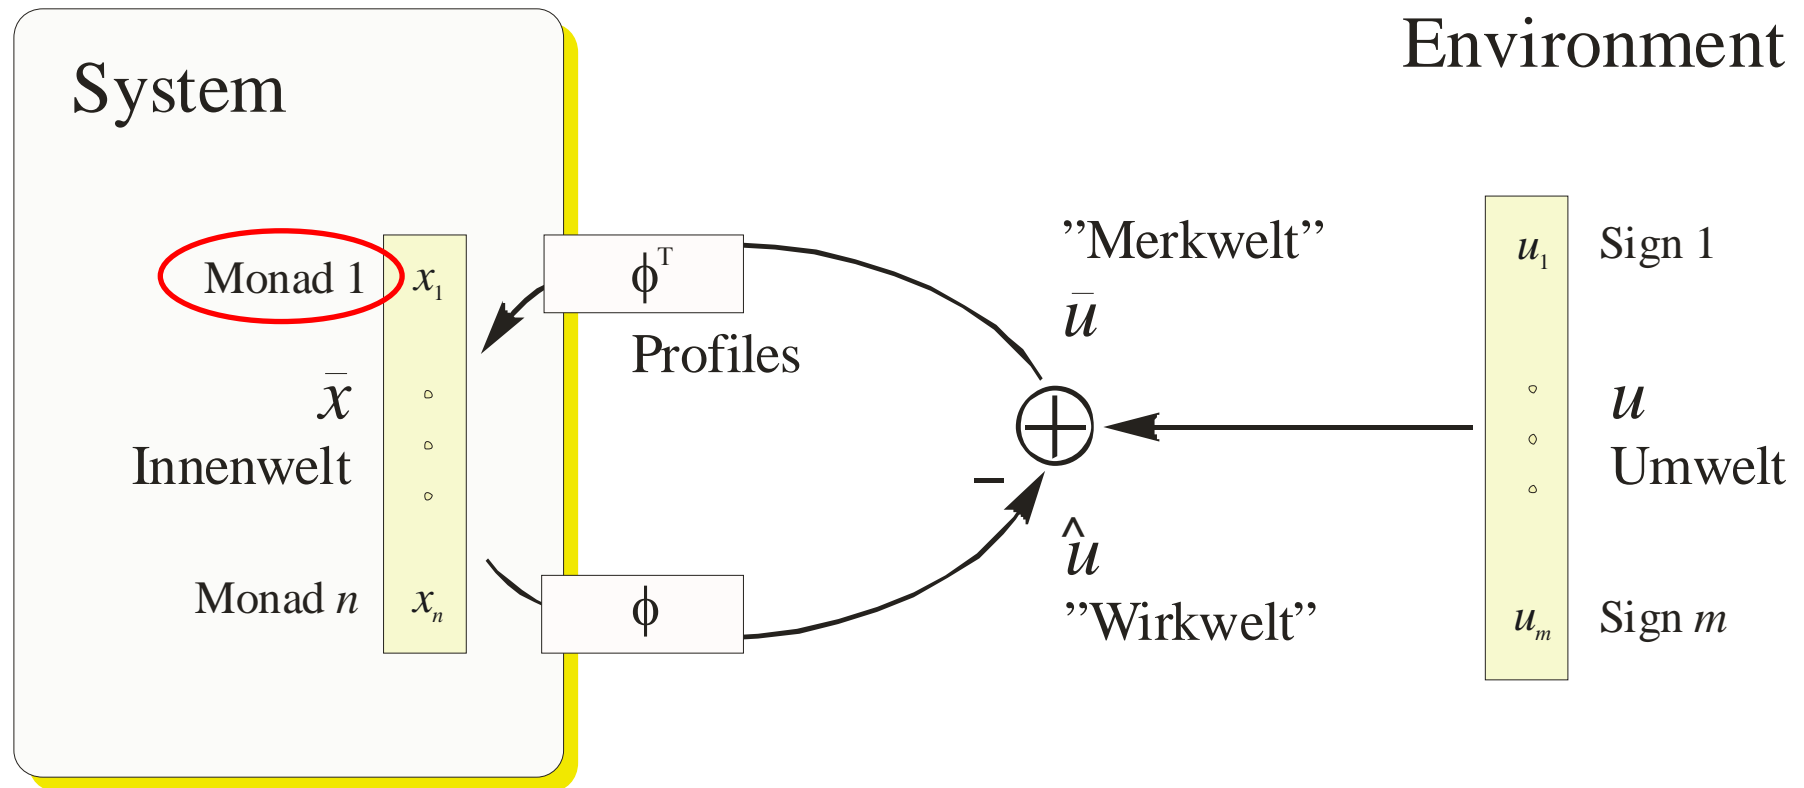 System
Environment
Monad 1
x₁
x̄
Innenwelt
Monad n
xₙ
ϕᵀ
Profiles
ϕ
”Merkwelt”
ū
−
û
”Wirkwelt”
u₁
Sign 1
u
Umwelt
uₘ
Sign m